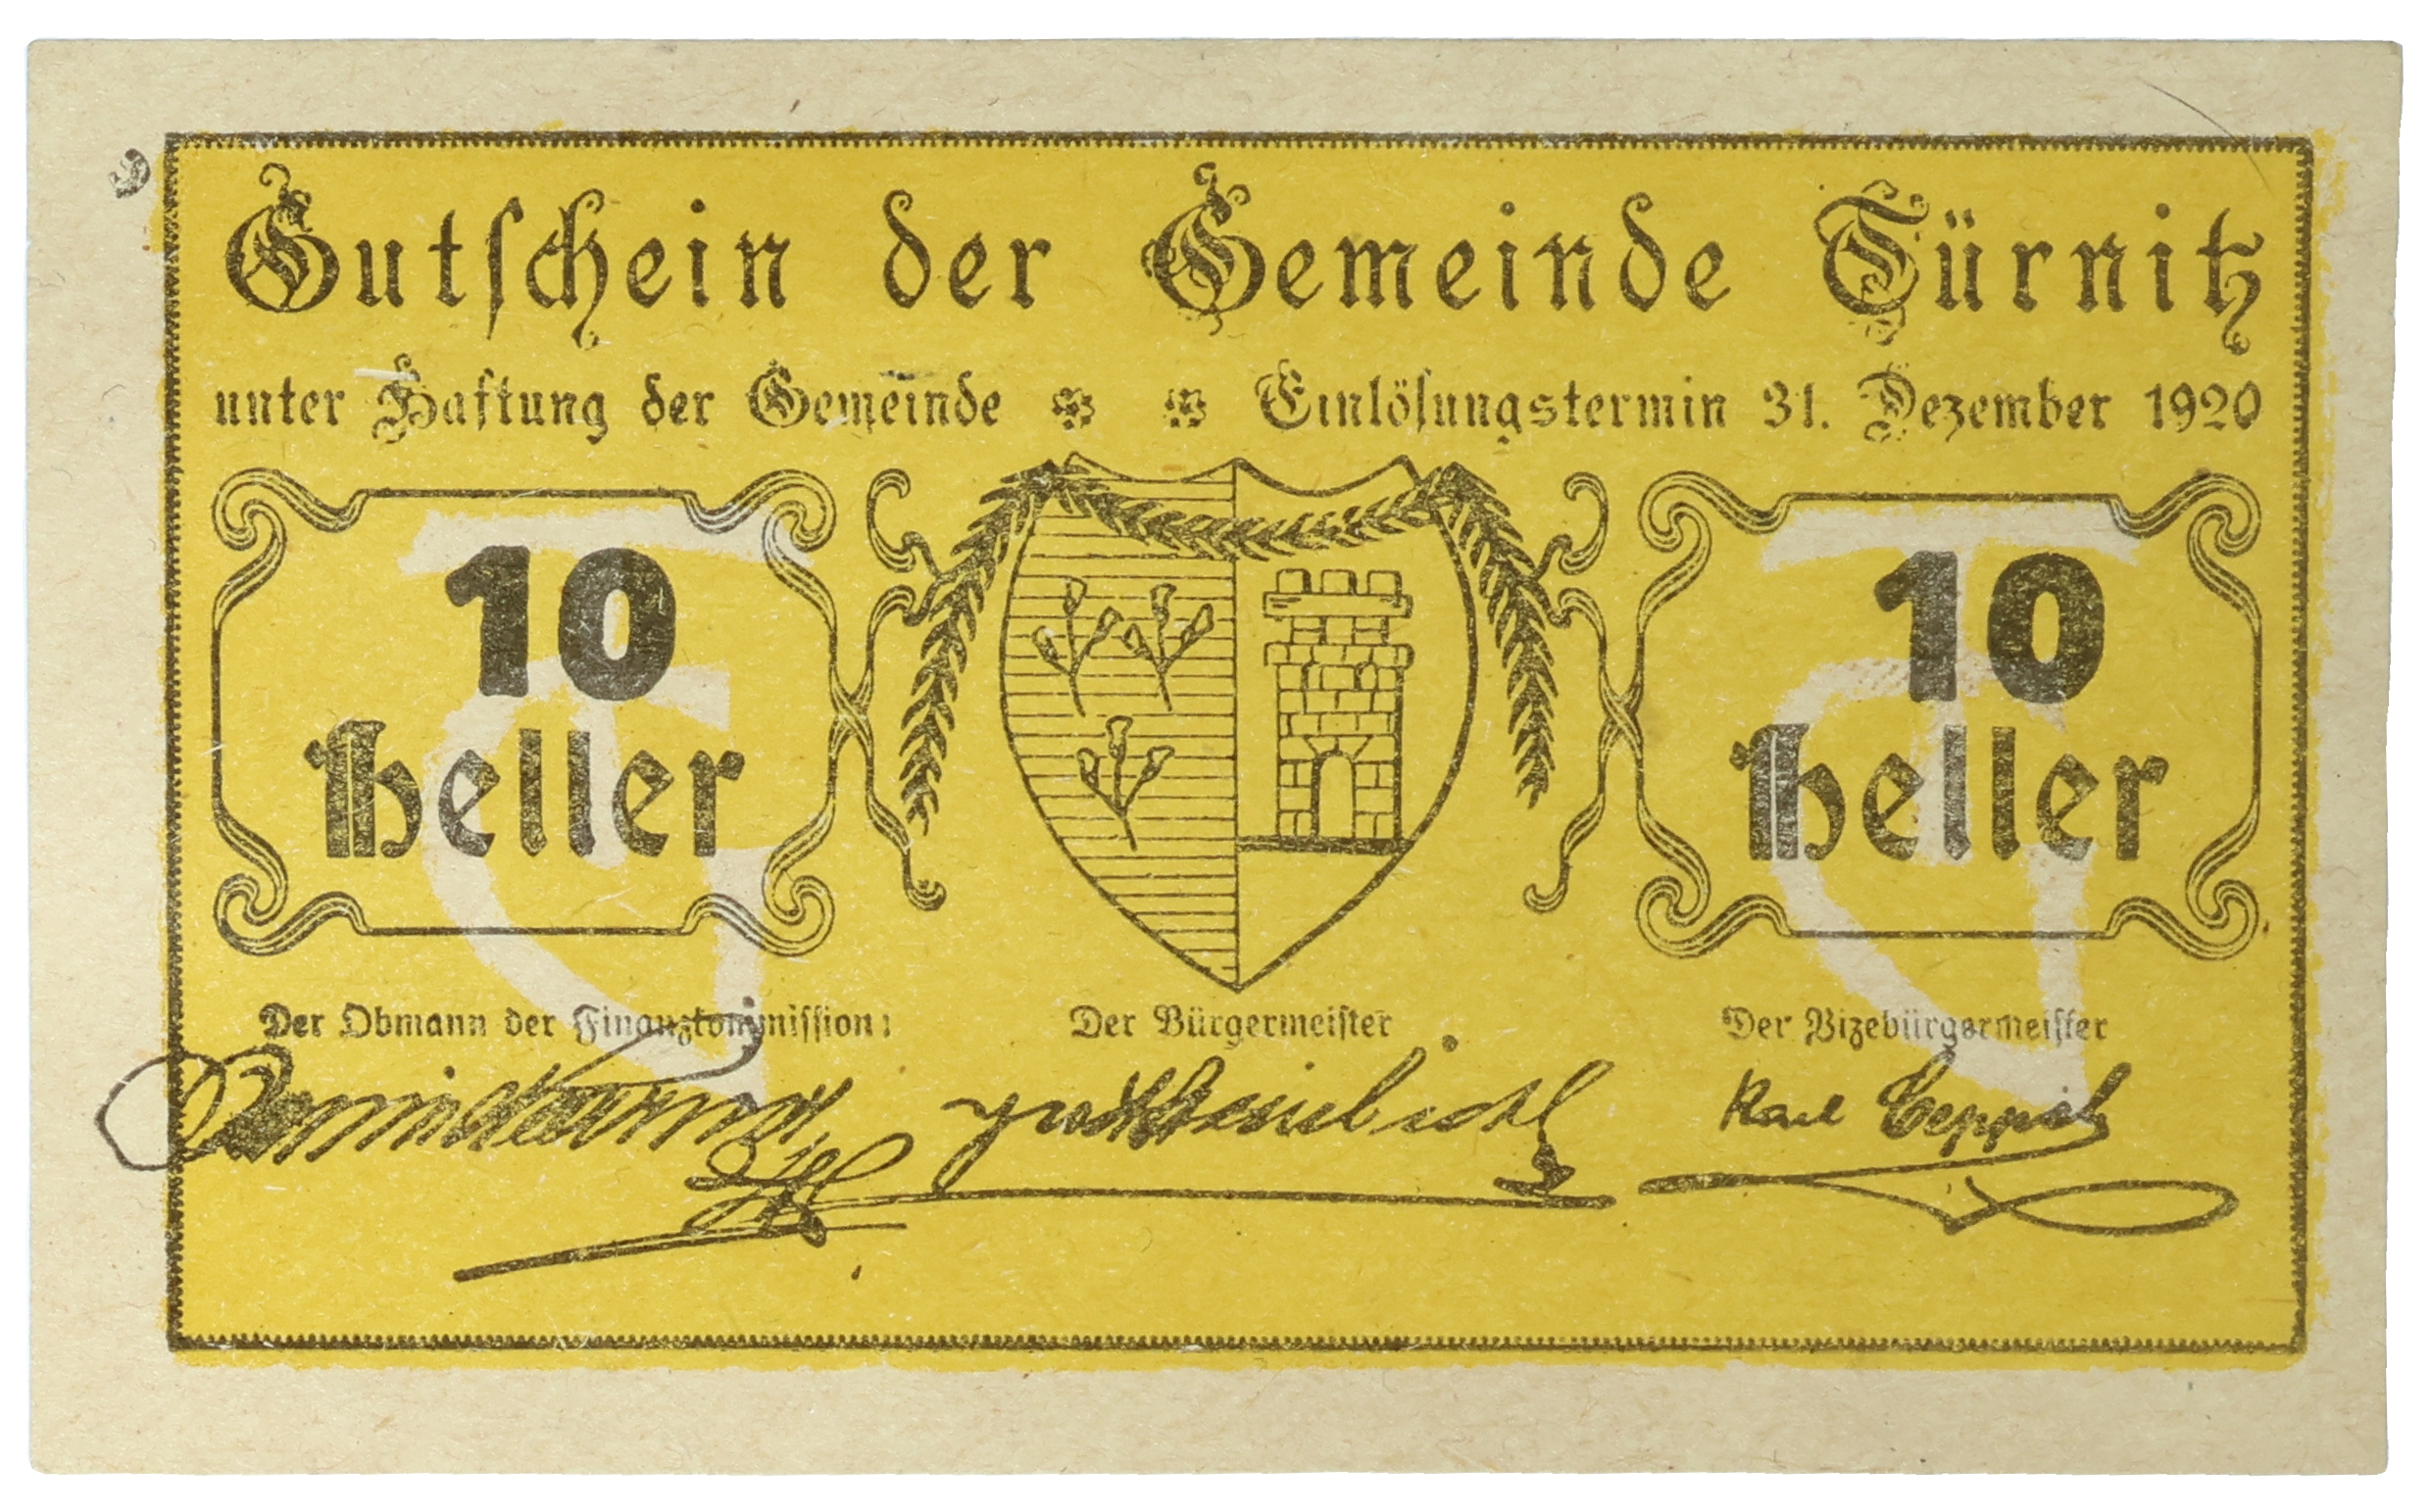 Gutschein der Gemeinde Türnitz
unter Haftung der Gemeinde Einlösungstermin 31. Dezember 1920
10 10
Heller Heller
Der Obmann der Finanzkommission: Der Bürgermeister Der Vizebürgermeister
Karl